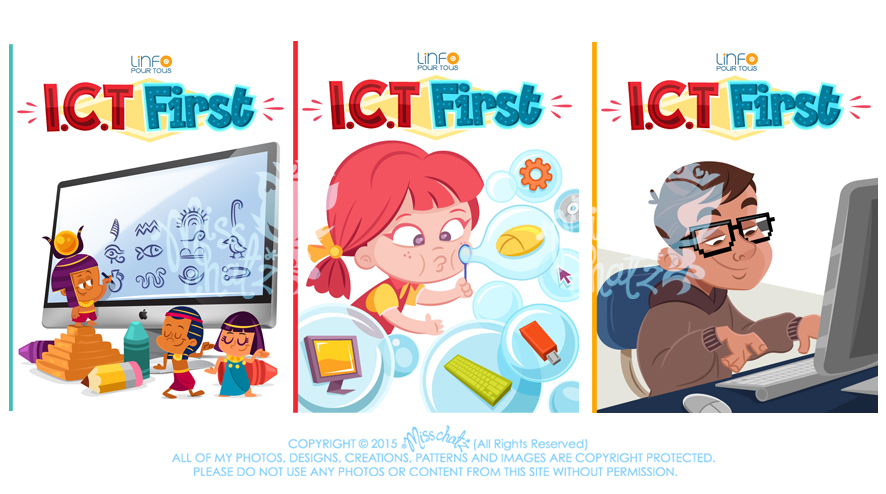 LiNFO
POUR TOUS
I.C.T First
LiNFO
POUR TOUS
I.C.T First
LiNFO
POUR TOUS
I.C.T First
COPYRIGHT © 2015 Misschatz (All Rights Reserved)
ALL OF MY PHOTOS, DESIGNS, CREATIONS, PATTERNS AND IMAGES ARE COPYRIGHT PROTECTED.
PLEASE DO NOT USE ANY PHOTOS OR CONTENT FROM THIS SITE WITHOUT PERMISSION.